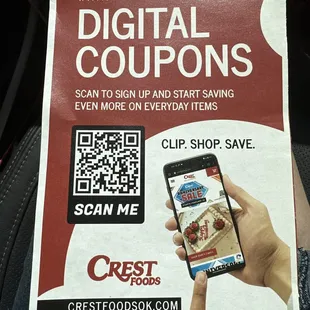 DIGITAL
COUPONS
SCAN TO SIGN UP AND START SAVING
EVEN MORE ON EVERYDAY ITEMS
CLIP. SHOP. SAVE.
SCAN ME
SALE
CREST
FOODS
CRESTFOODSOK.COM